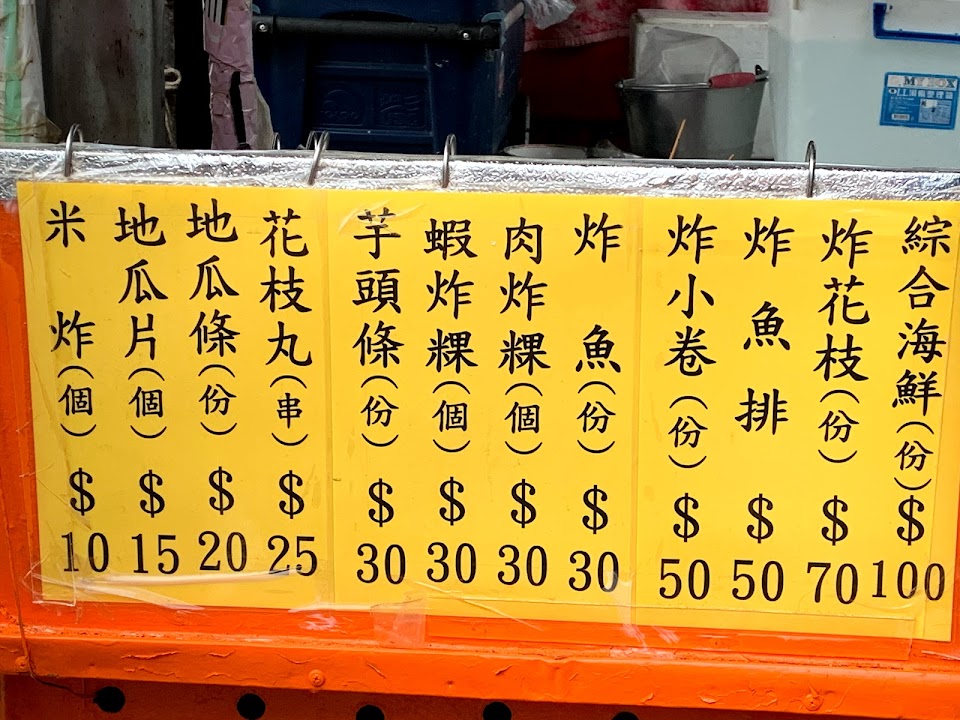 米炸(個)$10
地瓜片(個)$15
地瓜條(份)$20
花枝丸(串)$25
芋頭條(份)$30
蝦炸粿(個)$30
肉炸粿(個)$30
炸魚(份)$30
炸小卷(份)$50
炸魚排$50
炸花枝(份)$70
綜合海鮮(份)$100